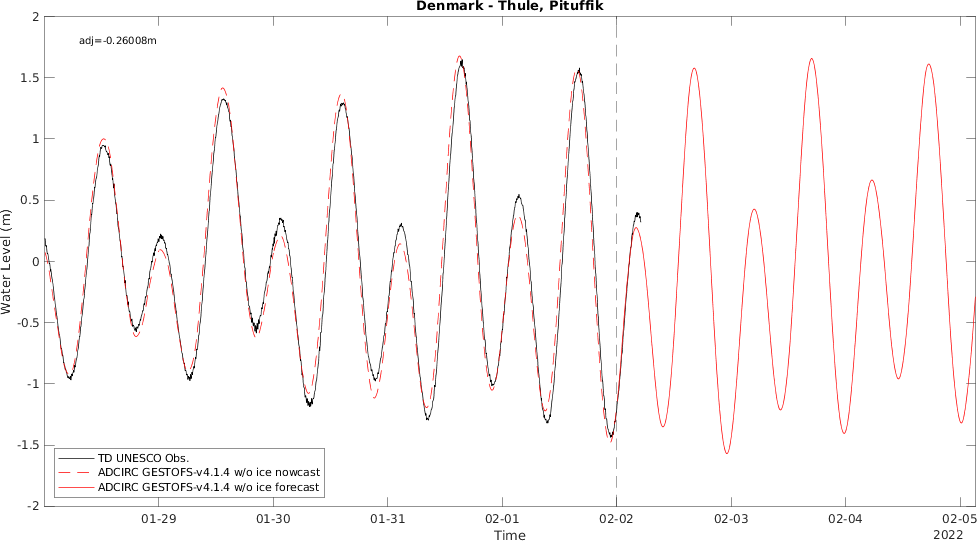 Denmark - Thule, Pituffik
adj=-0.26008m
2
1.5
1
0.5
0
-0.5
-1
-1.5
-2
Water Level (m)
TD UNESCO Obs.
ADCIRC GESTOFS-v4.1.4 w/o ice nowcast
ADCIRC GESTOFS-v4.1.4 w/o ice forecast
01-29 01-30 01-31 02-01 02-02 02-03 02-04 02-05
Time
2022